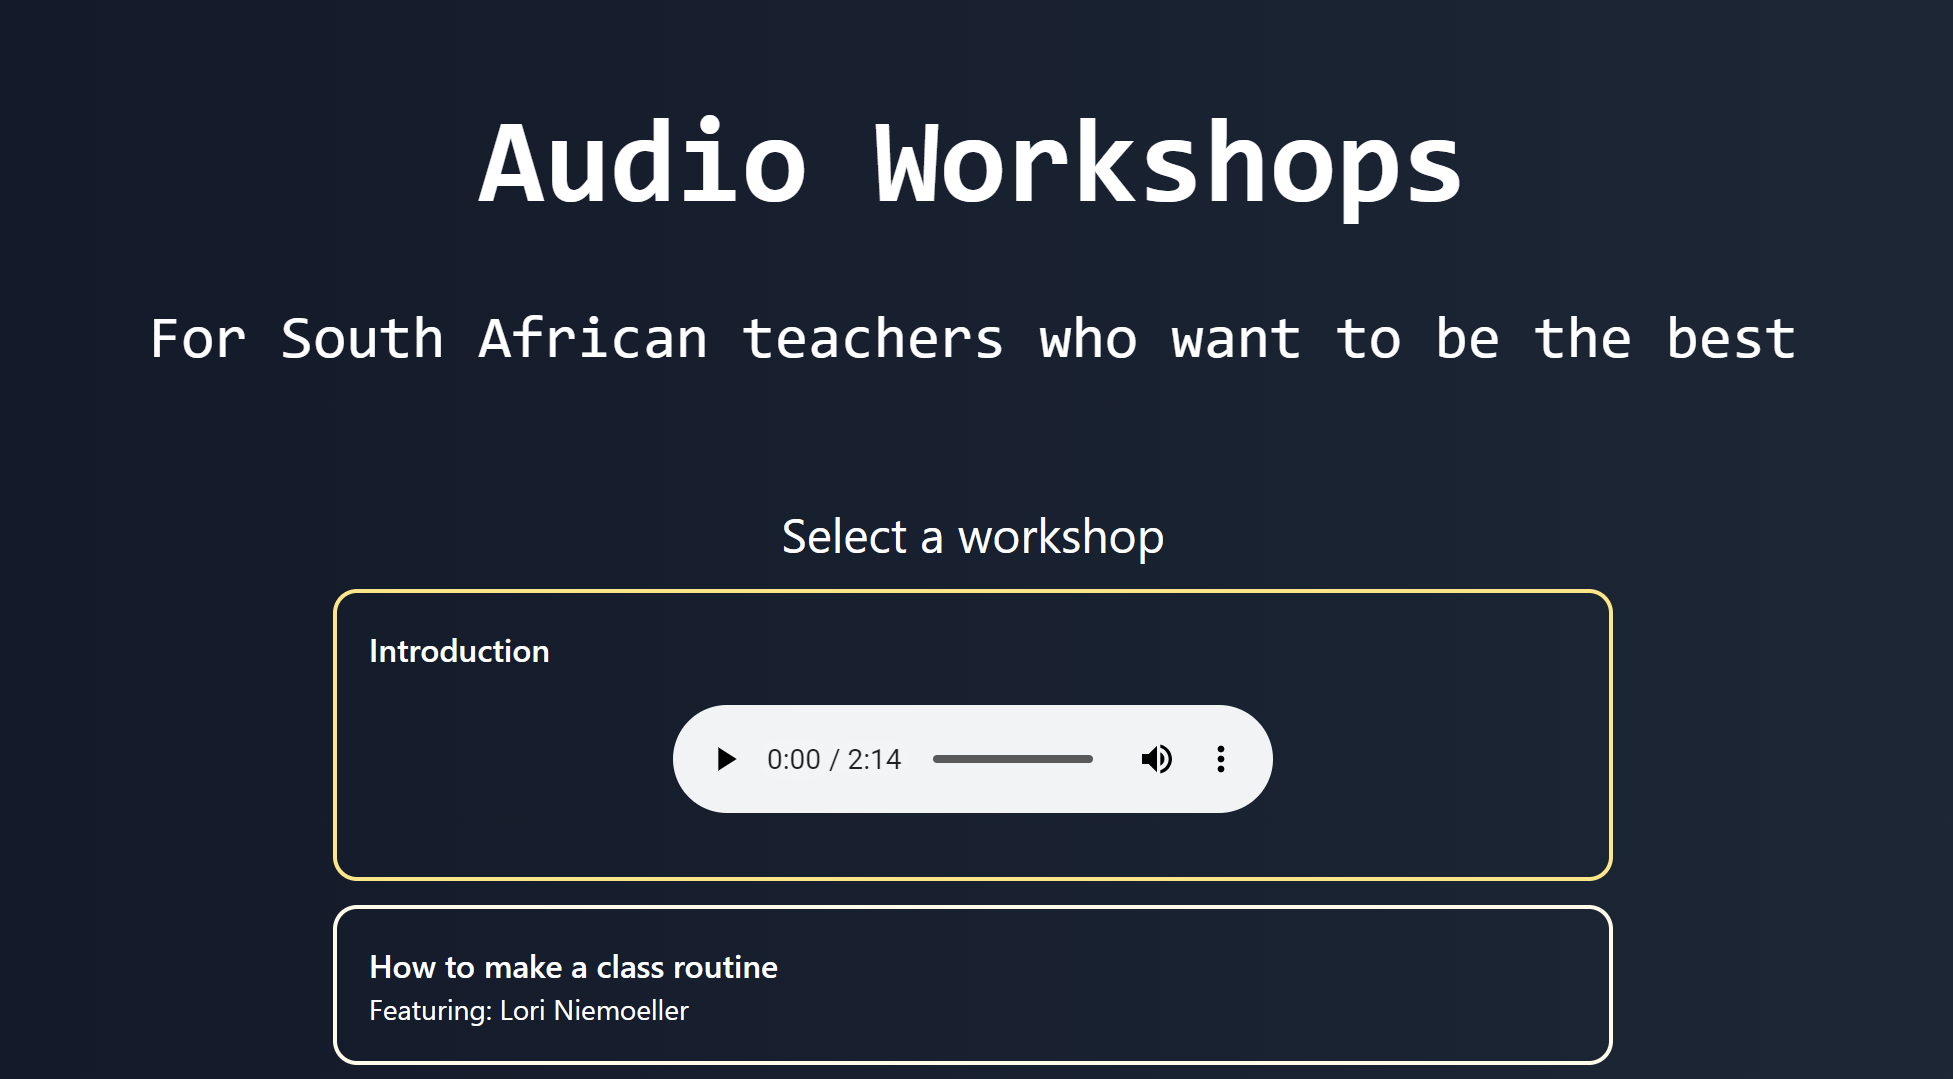 Audio Workshops
For South African teachers who want to be the best
Select a workshop
Introduction
0:00 / 2:14
How to make a class routine
Featuring: Lori Niemoeller